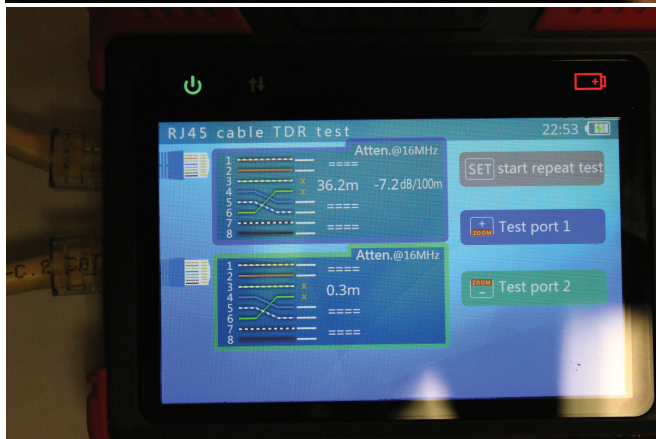 RJ45 cable TDR test 22:53
Atten.@16MHz
1
2 ====
3 x 36.2m -7.2dB/100m
4 x
5
6 ====
7
8 ====
SET start repeat test
+ ZOOM Test port 1
Atten.@16MHz
1
2 ====
3 x 0.3m
4 x
5
6 ====
7
8 ====
ZOOM - Test port 2